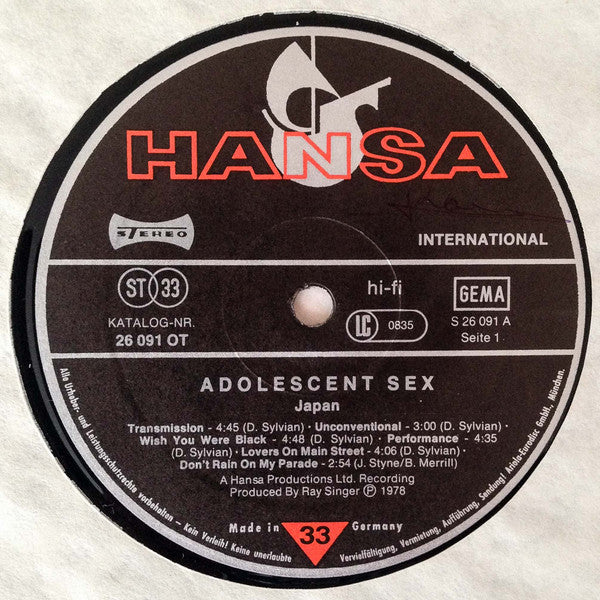 HANSA
STEREO
INTERNATIONAL
ST 33
hi-fi
GEMA
KATALOG-NR.
26 091 OT
LC 0835
S 26 091 A
Seite 1
ADOLESCENT SEX
Japan
Transmission - 4:45 (D. Sylvian) - Unconventional - 3:00 (D. Sylvian) -
Wish You Were Black - 4:48 (D. Sylvian) - Performance - 4:35
(D. Sylvian) - Lovers On Main Street - 4:06 (D. Sylvian) -
Don't Rain On My Parade - 2:54 (J. Styne/B. Merrill)
A Hansa Productions Ltd. Recording
Produced By Ray Singer Ⓟ 1978
Made in Germany
33
Alle Urheber- und Leistungsschutzrechte vorbehalten - Kein Verleih! Keine unerlaubte Vervielfältigung, Vermietung, Aufführung, Sendung! Ariola-Eurodisc GmbH., München.